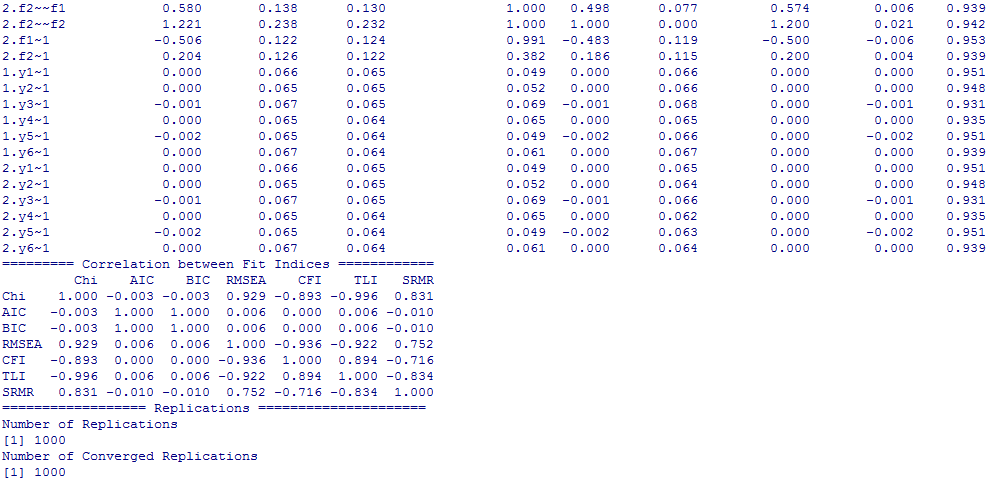 2.f2~~f1 0.580 0.138 0.130 1.000 0.498 0.077 0.574 0.006 0.939
2.f2~~f2 1.221 0.238 0.232 1.000 1.000 0.000 1.200 0.021 0.942
2.f1~1 -0.506 0.122 0.124 0.991 -0.483 0.119 -0.500 -0.006 0.953
2.f2~1 0.204 0.126 0.122 0.382 0.186 0.115 0.200 0.004 0.939
1.y1~1 0.000 0.066 0.065 0.049 0.000 0.066 0.000 0.000 0.951
1.y2~1 0.000 0.065 0.065 0.052 0.000 0.066 0.000 0.000 0.948
1.y3~1 -0.001 0.067 0.065 0.069 -0.001 0.068 0.000 -0.001 0.931
1.y4~1 0.000 0.065 0.064 0.065 0.000 0.065 0.000 0.000 0.935
1.y5~1 -0.002 0.065 0.064 0.049 -0.002 0.066 0.000 -0.002 0.951
1.y6~1 0.000 0.067 0.064 0.061 0.000 0.067 0.000 0.000 0.939
2.y1~1 0.000 0.066 0.065 0.049 0.000 0.065 0.000 0.000 0.951
2.y2~1 0.000 0.065 0.065 0.052 0.000 0.064 0.000 0.000 0.948
2.y3~1 -0.001 0.067 0.065 0.069 -0.001 0.066 0.000 -0.001 0.931
2.y4~1 0.000 0.065 0.064 0.065 0.000 0.062 0.000 0.000 0.935
2.y5~1 -0.002 0.065 0.064 0.049 -0.002 0.063 0.000 -0.002 0.951
2.y6~1 0.000 0.067 0.064 0.061 0.000 0.064 0.000 0.000 0.939
========= Correlation between Fit Indices ============
Chi AIC BIC RMSEA CFI TLI SRMR
Chi 1.000 -0.003 -0.003 0.929 -0.893 -0.996 0.831
AIC -0.003 1.000 1.000 0.006 0.000 0.006 -0.010
BIC -0.003 1.000 1.000 0.006 0.000 0.006 -0.010
RMSEA 0.929 0.006 0.006 1.000 -0.936 -0.922 0.752
CFI -0.893 0.000 0.000 -0.936 1.000 0.894 -0.716
TLI -0.996 0.006 0.006 -0.922 0.894 1.000 -0.834
SRMR 0.831 -0.010 -0.010 0.752 -0.716 -0.834 1.000
================== Replications =====================
Number of Replications
[1] 1000
Number of Converged Replications
[1] 1000